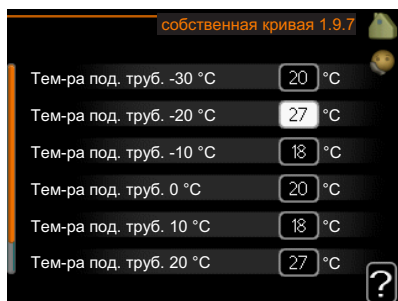 собственная кривая 1.9.7
Тем-ра под. труб. -30 °C 20 °C
Тем-ра под. труб. -20 °C 27 °C
Тем-ра под. труб. -10 °C 18 °C
Тем-ра под. труб. 0 °C 20 °C
Тем-ра под. труб. 10 °C 18 °C
Тем-ра под. труб. 20 °C 27 °C
?